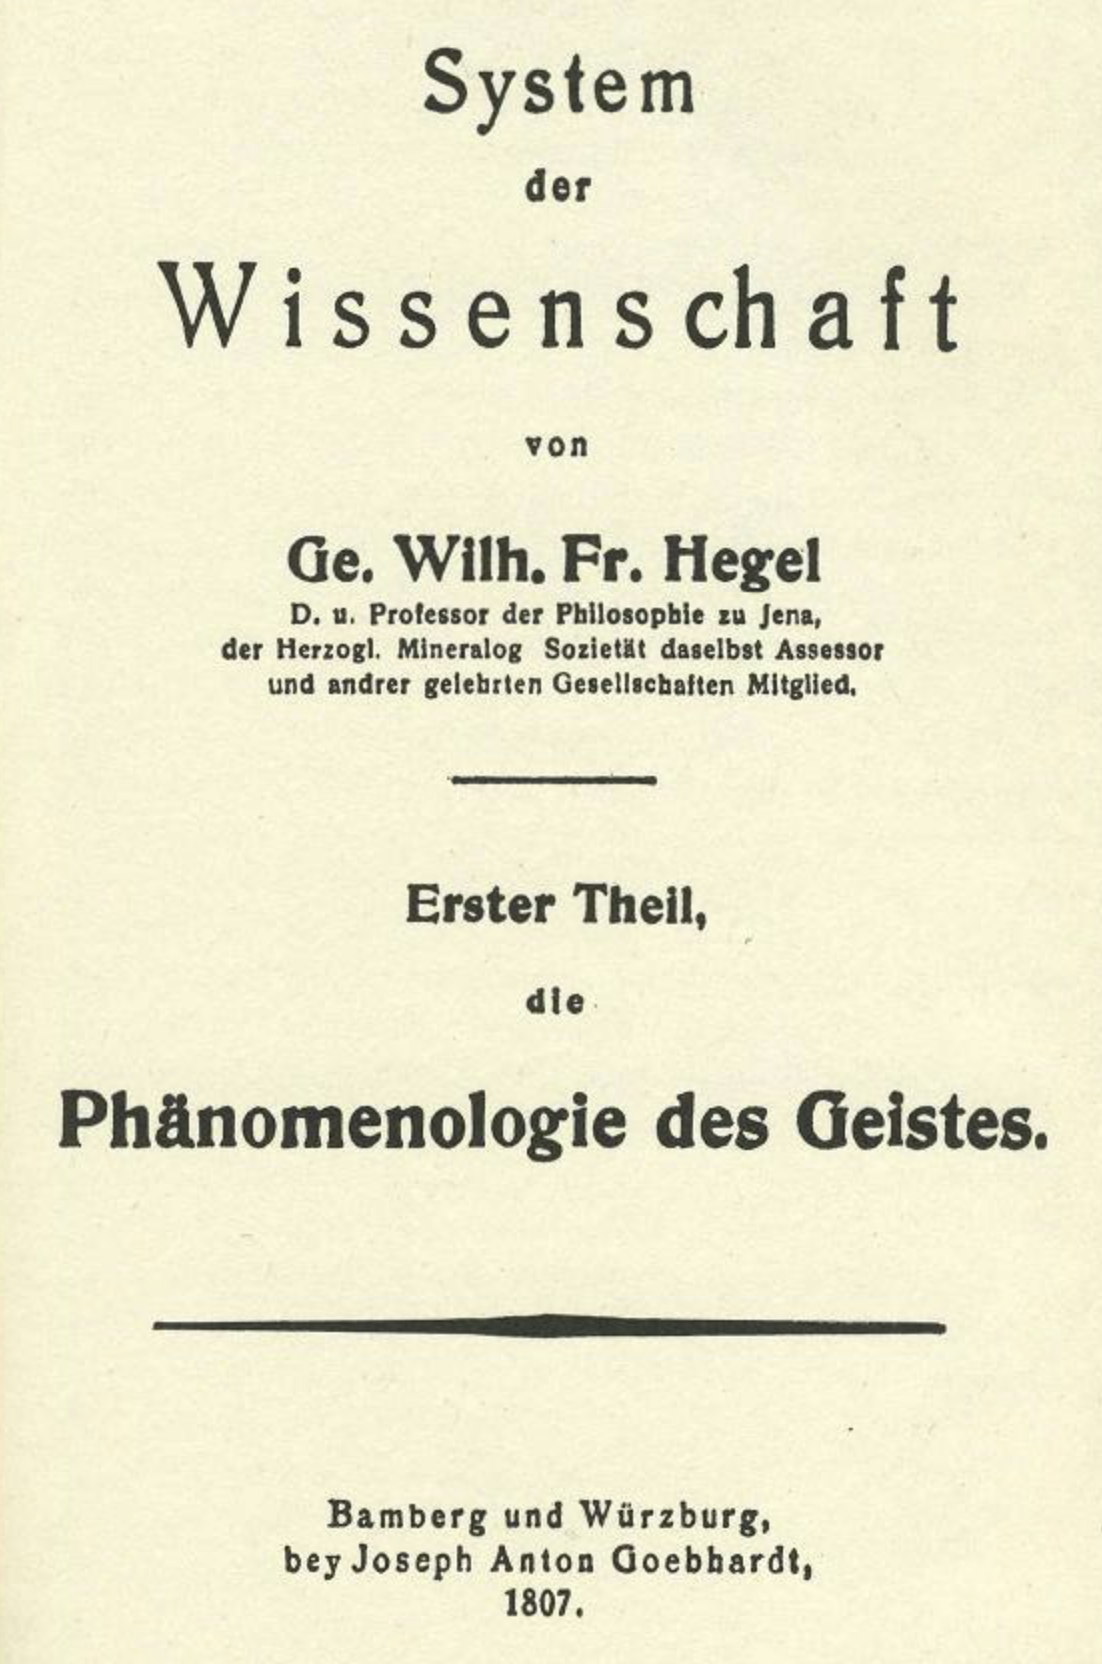 System
der
Wissenschaft
von
Ge. Wilh. Fr. Hegel
D. u. Professor der Philosophie zu Jena,
der Herzogl. Mineralog Sozietät daselbst Assessor
und andrer gelehrten Gesellschaften Mitglied.
Erster Theil,
die
Phänomenologie des Geistes.
Bamberg und Würzburg,
bey Joseph Anton Goebhardt,
1807.